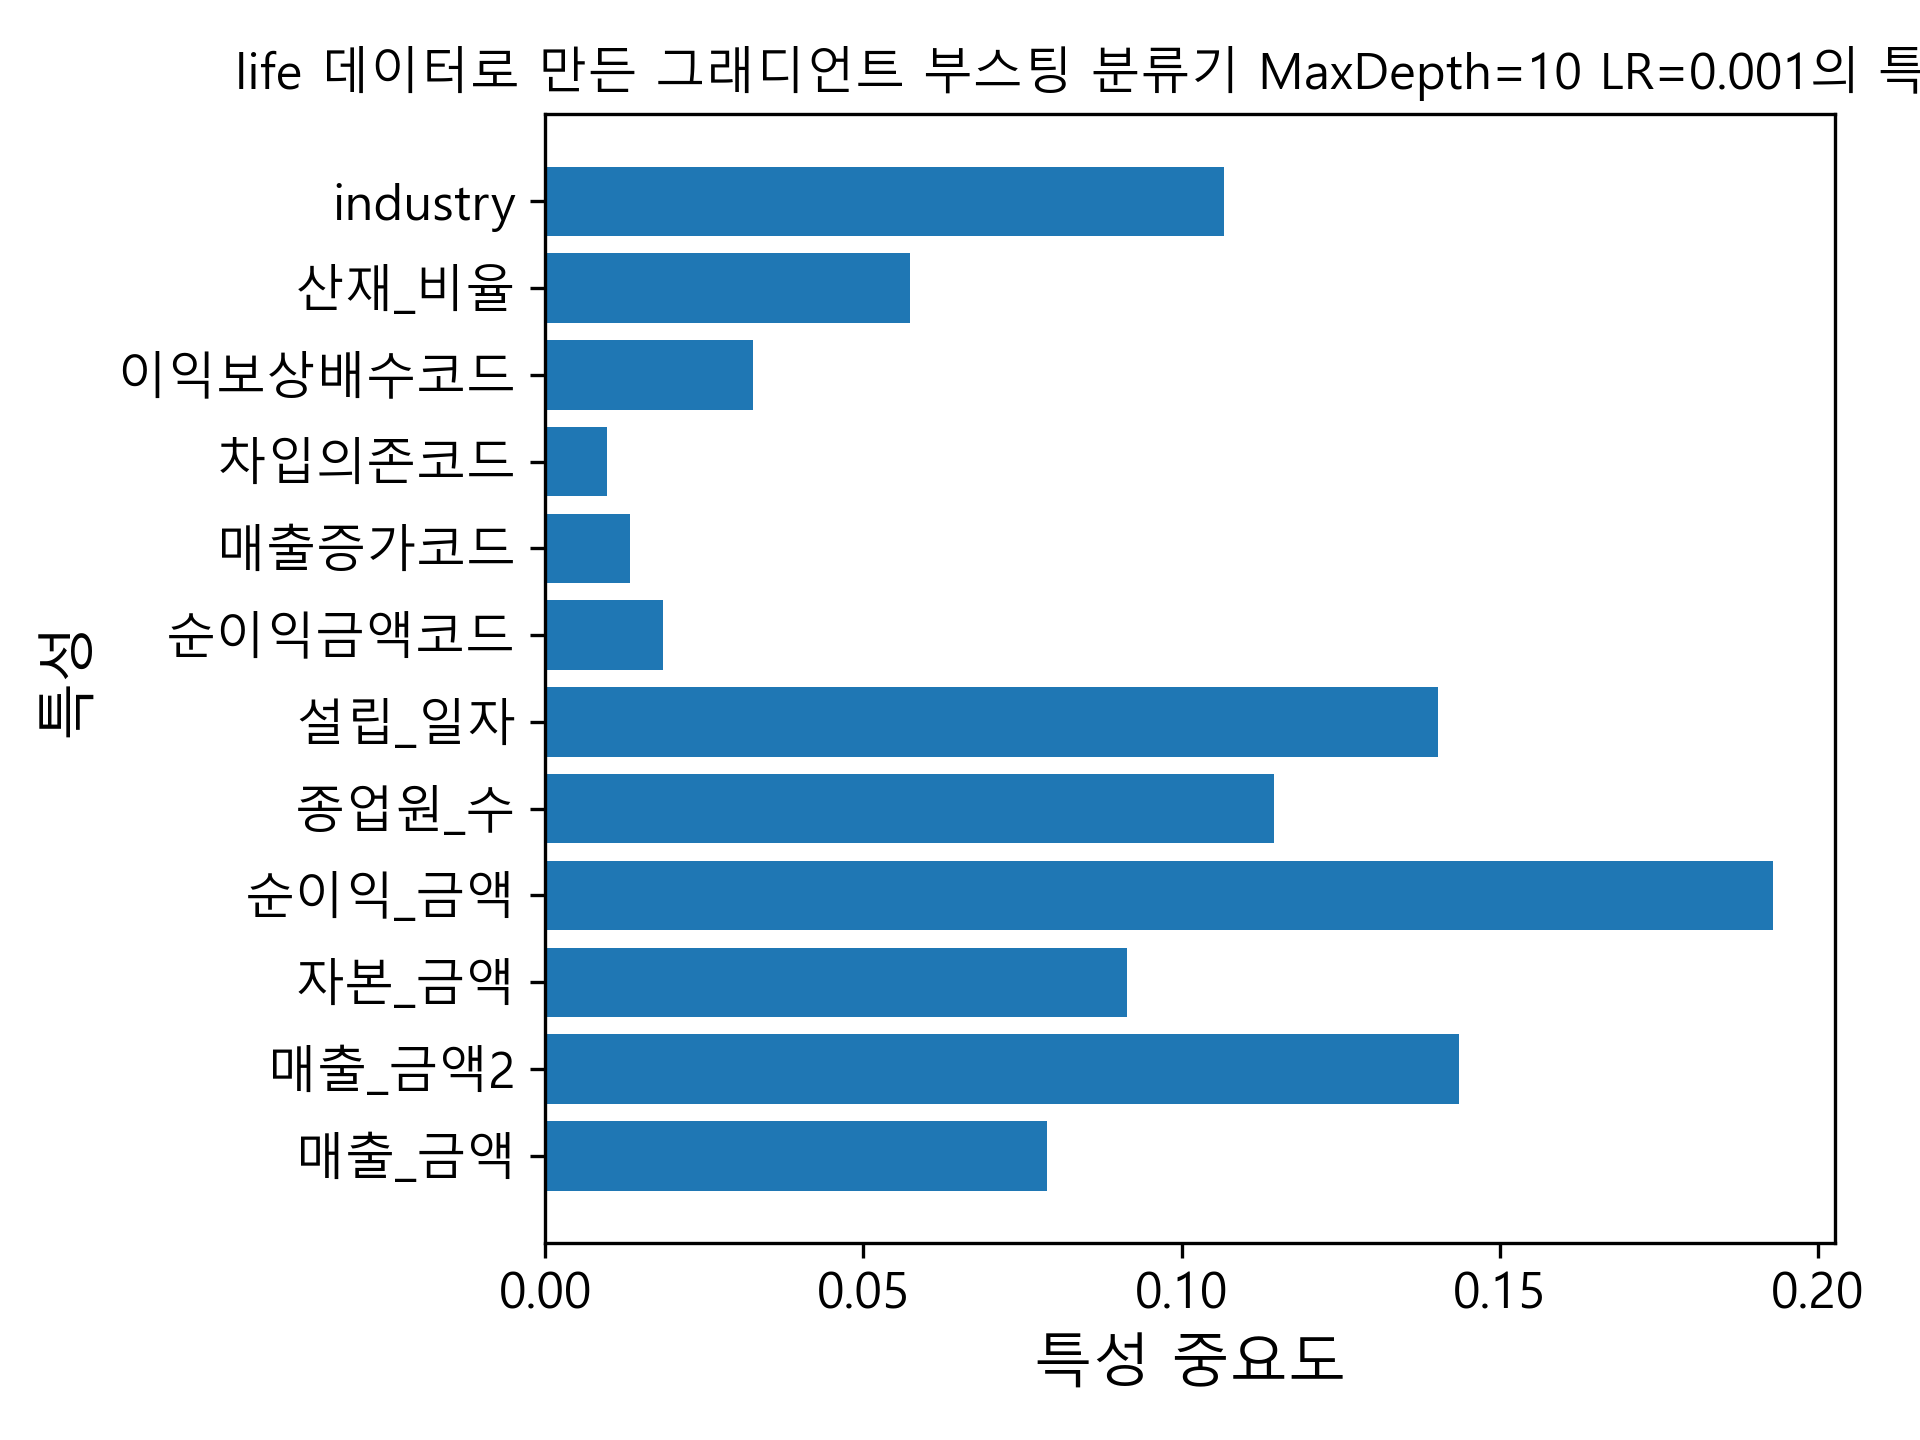 life 데이터로 만든 그래디언트 부스팅 분류기 MaxDepth=10 LR=0.001의 특
industry
산재_비율
이익보상배수코드
차입의존코드
매출증가코드
순이익금액코드
설립_일자
종업원_수
순이익_금액
자본_금액
매출_금액2
매출_금액
특성
0.00 0.05 0.10 0.15 0.20
특성 중요도